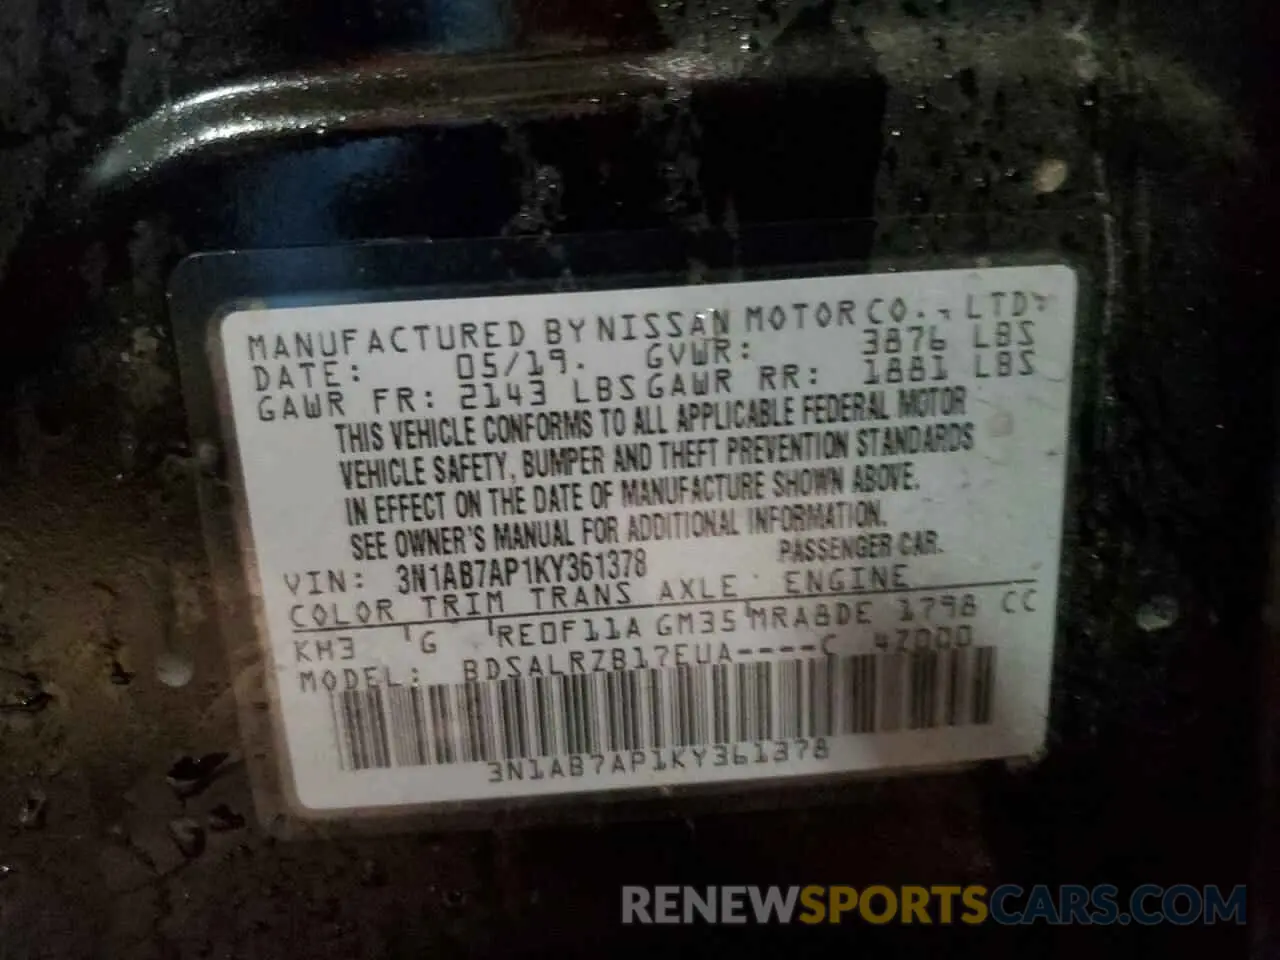 MANUFACTURED BY NISSAN MOTOR CO., LTD.
DATE: 05/19. GVWR: 3876 LBS
GAWR FR: 2143 LBS GAWR RR: 1881 LBS
THIS VEHICLE CONFORMS TO ALL APPLICABLE FEDERAL MOTOR
VEHICLE SAFETY, BUMPER AND THEFT PREVENTION STANDARDS
IN EFFECT ON THE DATE OF MANUFACTURE SHOWN ABOVE.
SEE OWNER'S MANUAL FOR ADDITIONAL INFORMATION.
VIN: 3N1AB7AP1KY361378 PASSENGER CAR.
COLOR TRIM TRANS AXLE ENGINE
KH3 G RE0F11A GM35 MRA8DE 1798 CC
MODEL: BDSALRZB17EUA----C 4Z000
3N1AB7AP1KY361378
RENEWSPORTSCARS.COM